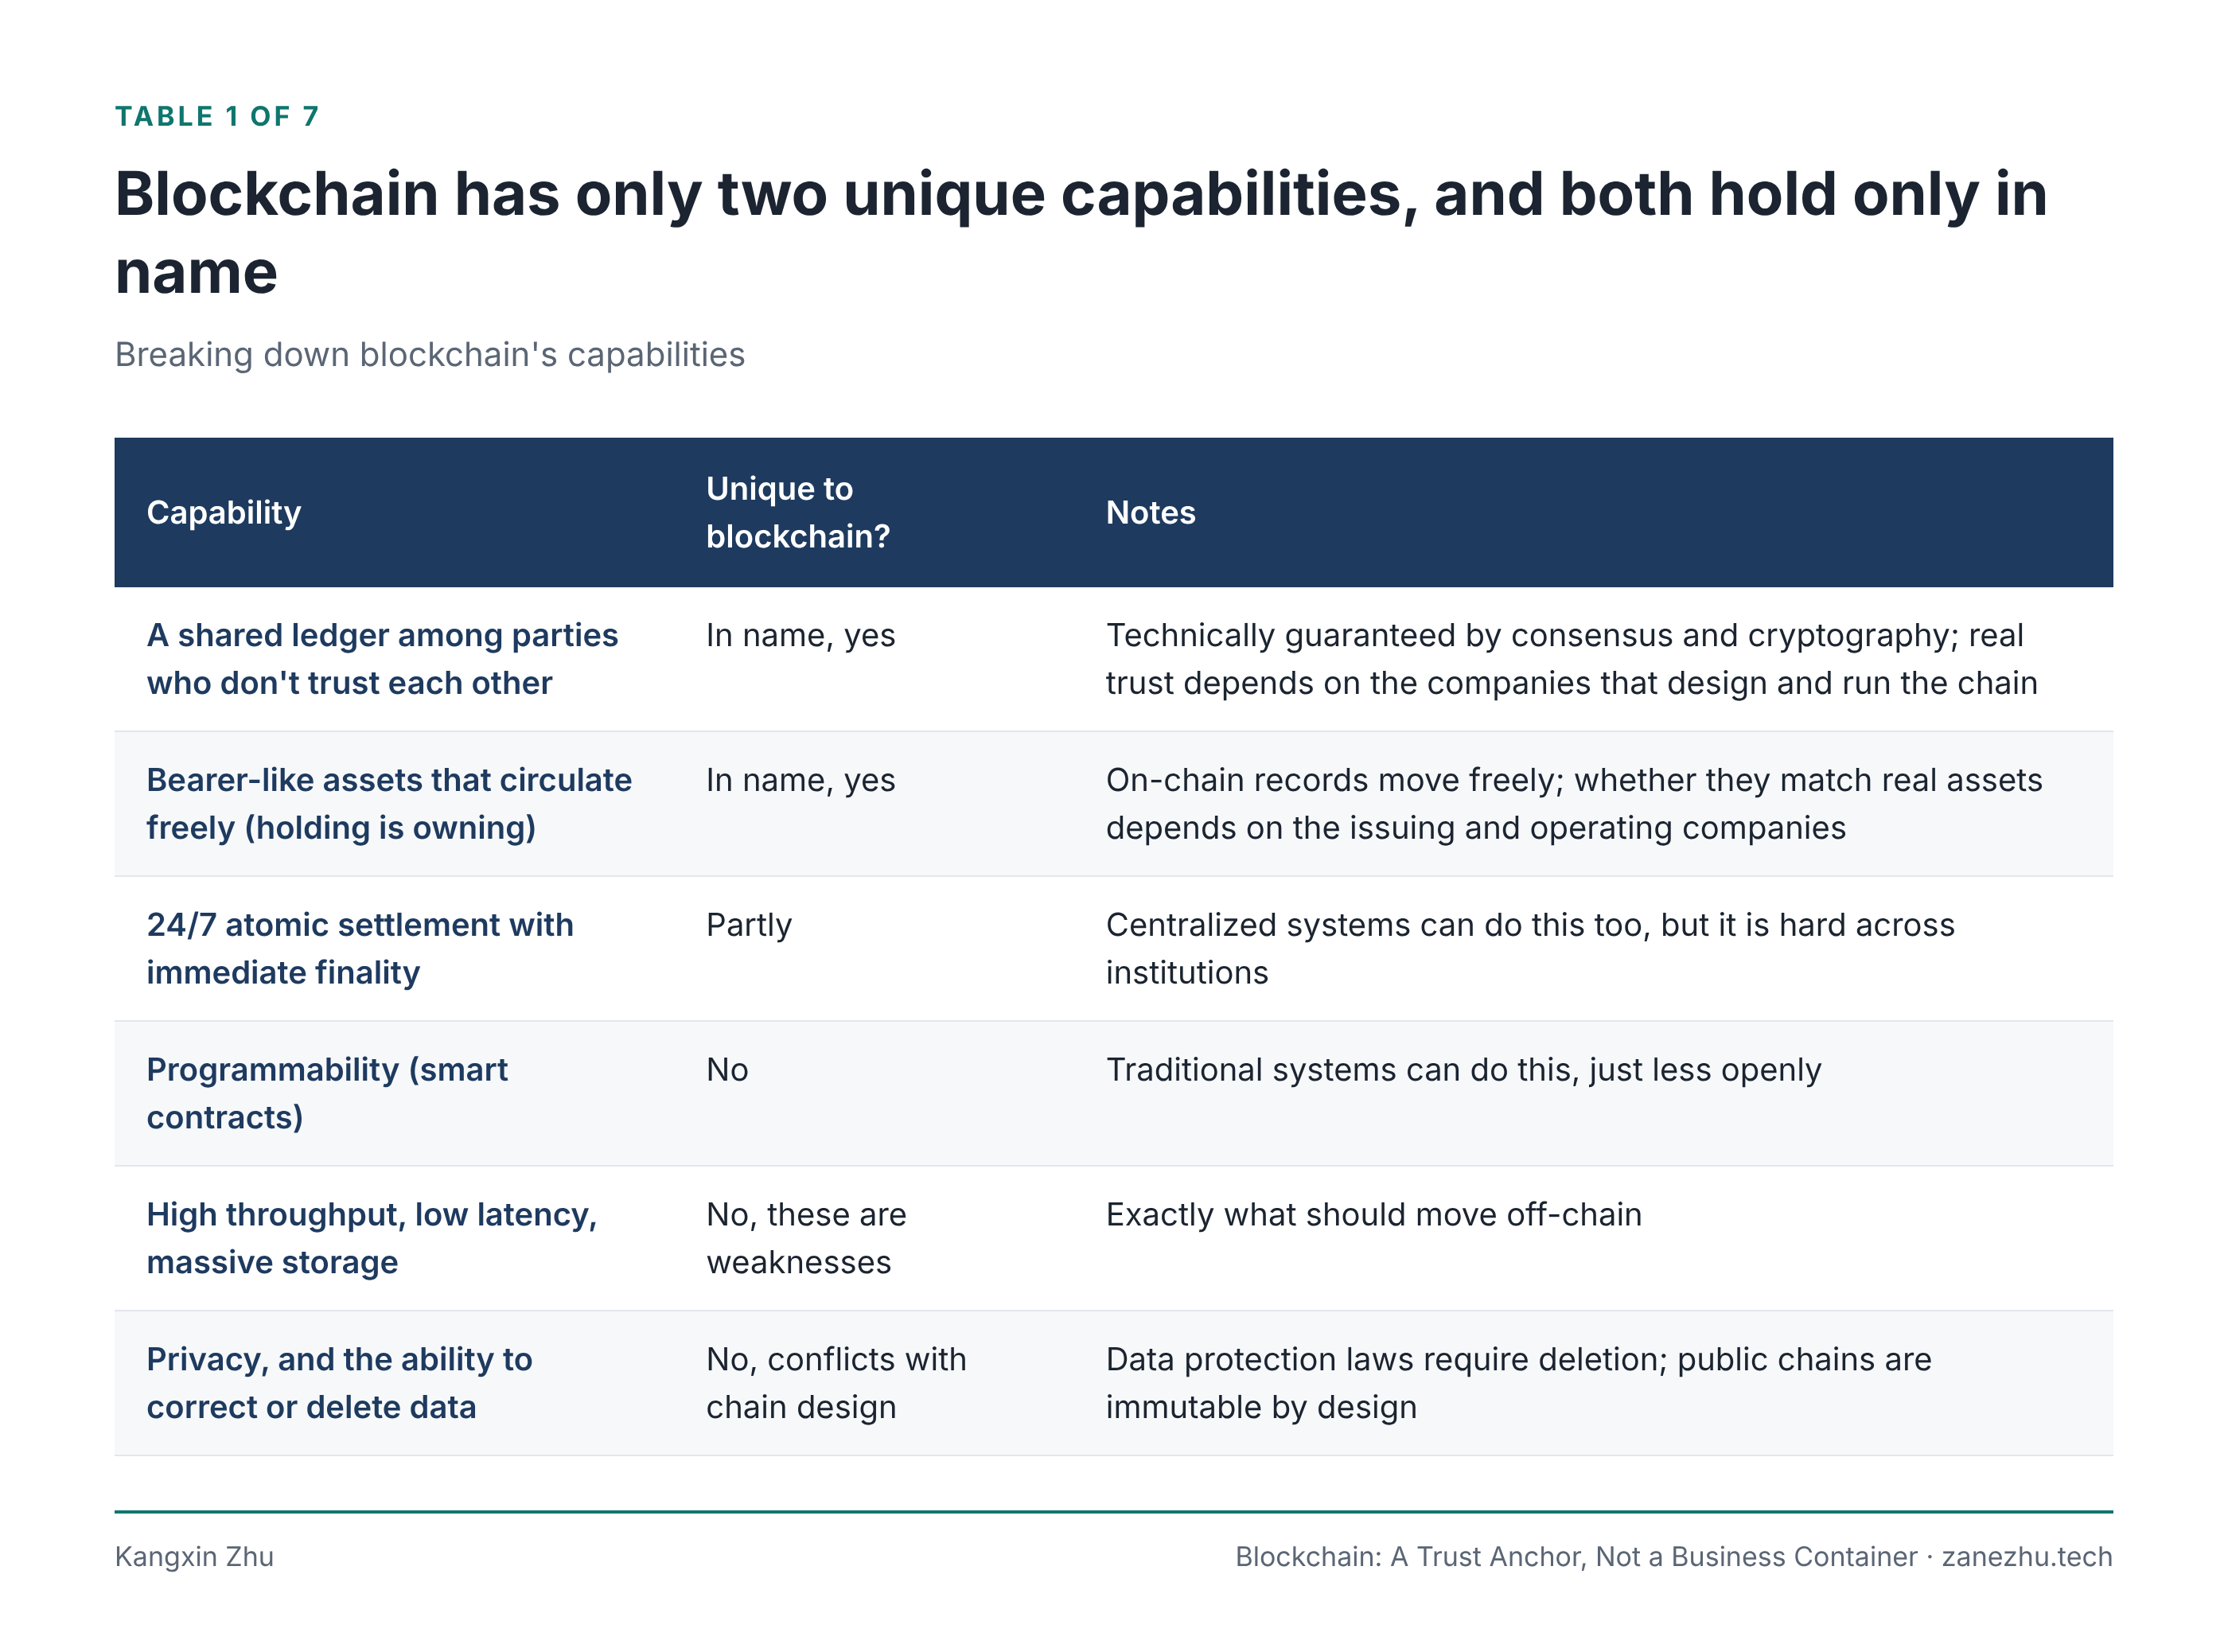 TABLE 1 OF 7
Blockchain has only two unique capabilities, and both hold only in
name
Breaking down blockchain's capabilities
Capability
Unique to
blockchain?
Notes
A shared ledger among parties
who don't trust each other
In name, yes
Technically guaranteed by consensus and cryptography; real
trust depends on the companies that design and run the chain
Bearer-like assets that circulate
freely (holding is owning)
In name, yes
On-chain records move freely; whether they match real assets
depends on the issuing and operating companies
24/7 atomic settlement with
immediate finality
Partly
Centralized systems can do this too, but it is hard across
institutions
Programmability (smart
contracts)
No
Traditional systems can do this, just less openly
High throughput, low latency,
massive storage
No, these are
weaknesses
Exactly what should move off-chain
Privacy, and the ability to
correct or delete data
No, conflicts with
chain design
Data protection laws require deletion; public chains are
immutable by design
Kangxin Zhu
Blockchain: A Trust Anchor, Not a Business Container · zanezhu.tech